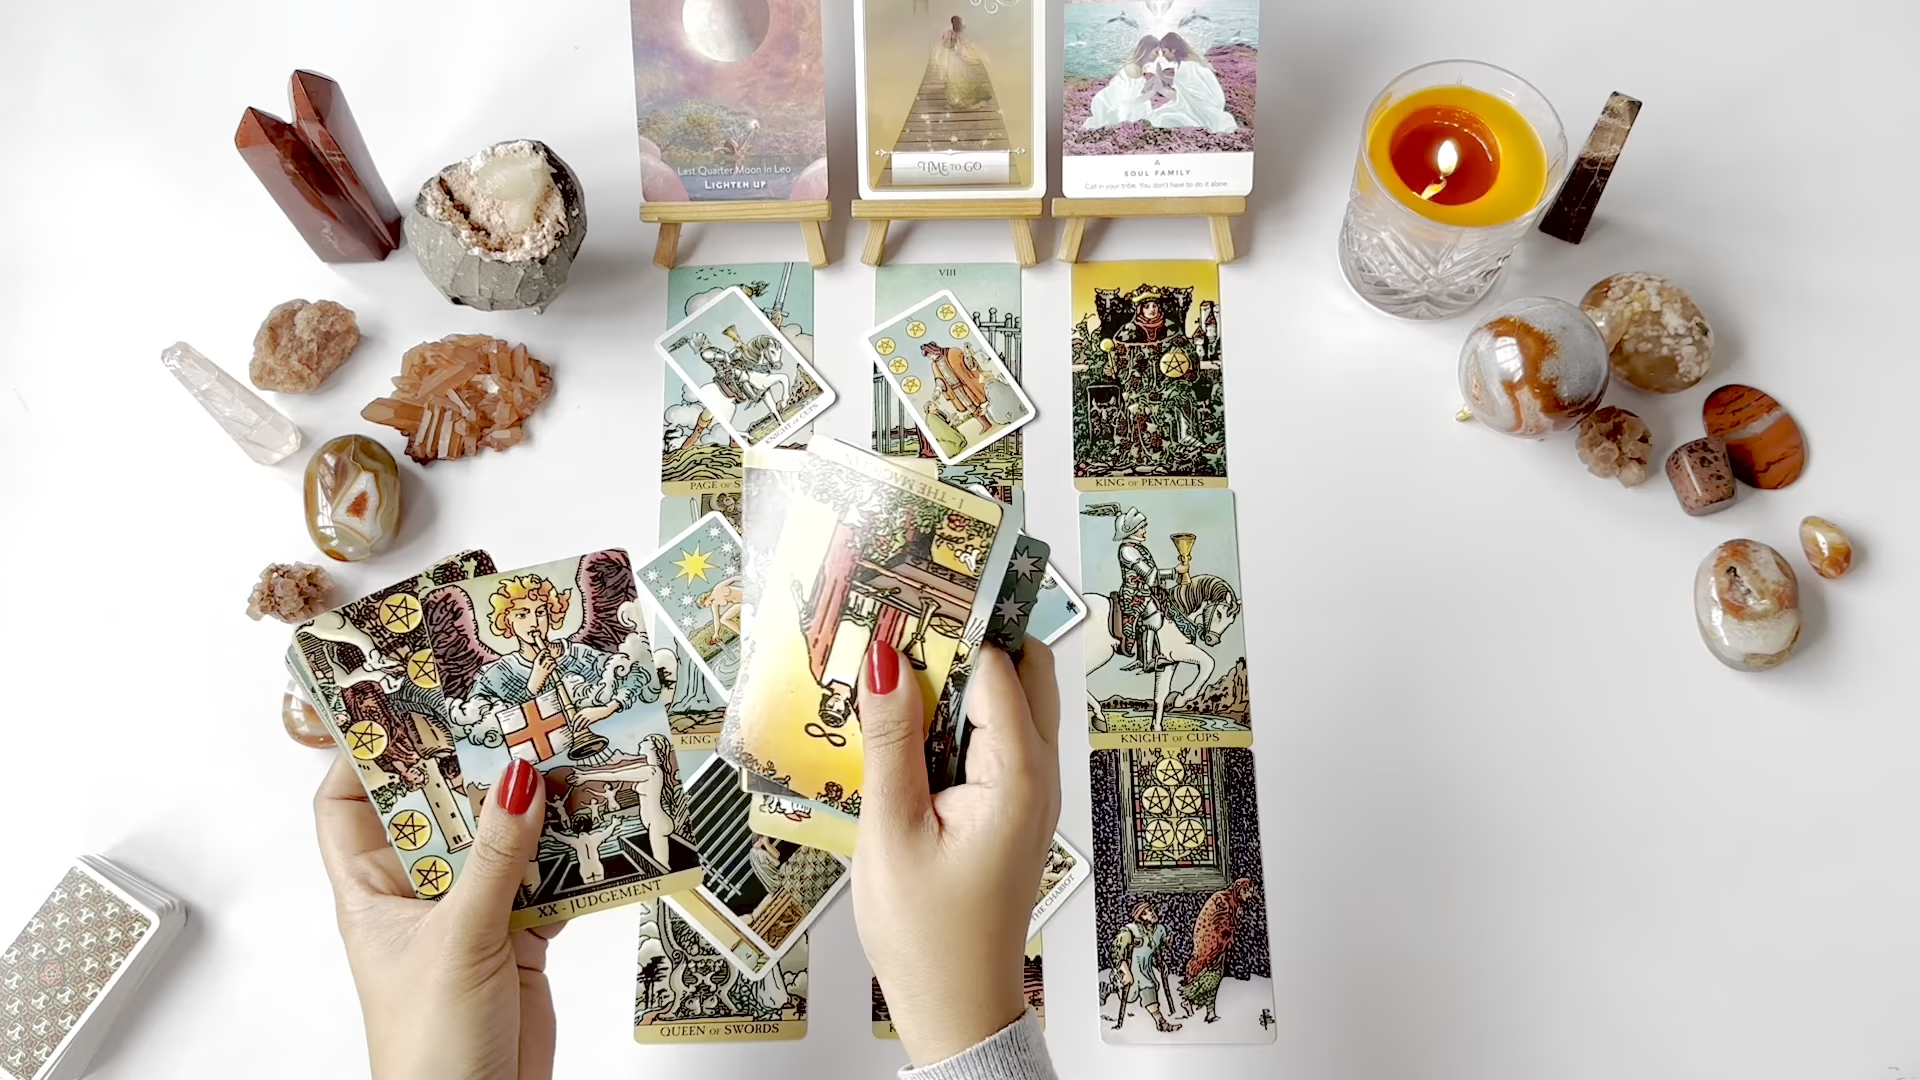 Last Quarter Moon in Leo
LIGHTEN UP
TIME TO GO
SOUL FAMILY
Call in your tribe. You don't have to do it alone.
VIII
KNIGHT OF CUPS
PAGE OF S
KING OF PENTACLES
I - THE MAG
KING
KNIGHT OF CUPS
V
XX - JUDGEMENT
THE CHARIOT
QUEEN OF SWORDS
K